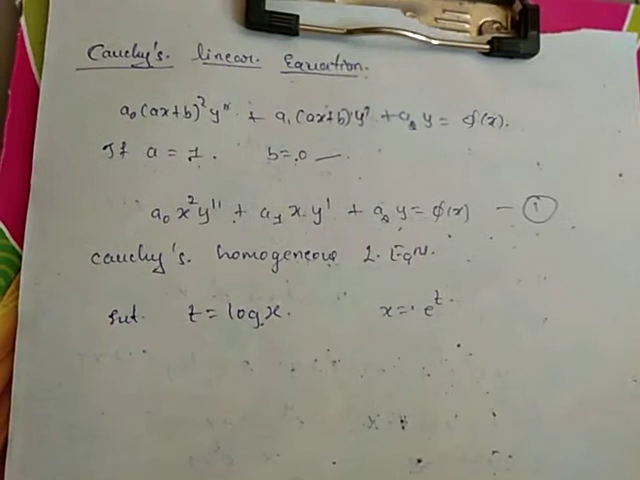 Cauchy's. linear. Equation.
a₀(ax+b)²y'' + a₁(ax+b)y' + a₂y = φ(x).
If a = 1. b = 0
a₀x²y'' + a₁x.y' + a₂y = φ(x) — ①
Cauchy's. homogeneous L. Eqn.
put. t = log x. x = e^t.